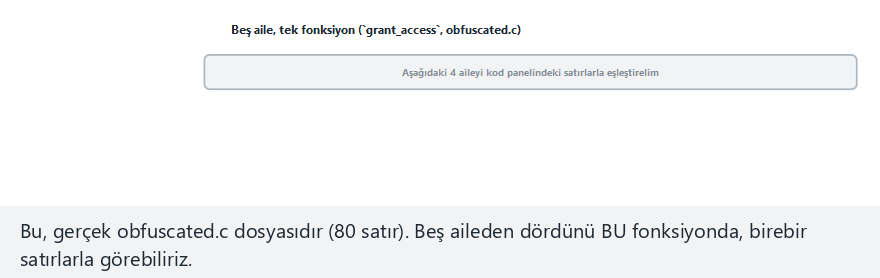 Beş aile, tek fonksiyon (`grant_access`, obfuscated.c)
Aşağıdaki 4 aileyi kod panelindeki satırlarla eşleştirelim
Bu, gerçek obfuscated.c dosyasıdır (80 satır). Beş aileden dördünü BU fonksiyonda, birebir
satırlarla görebiliriz.